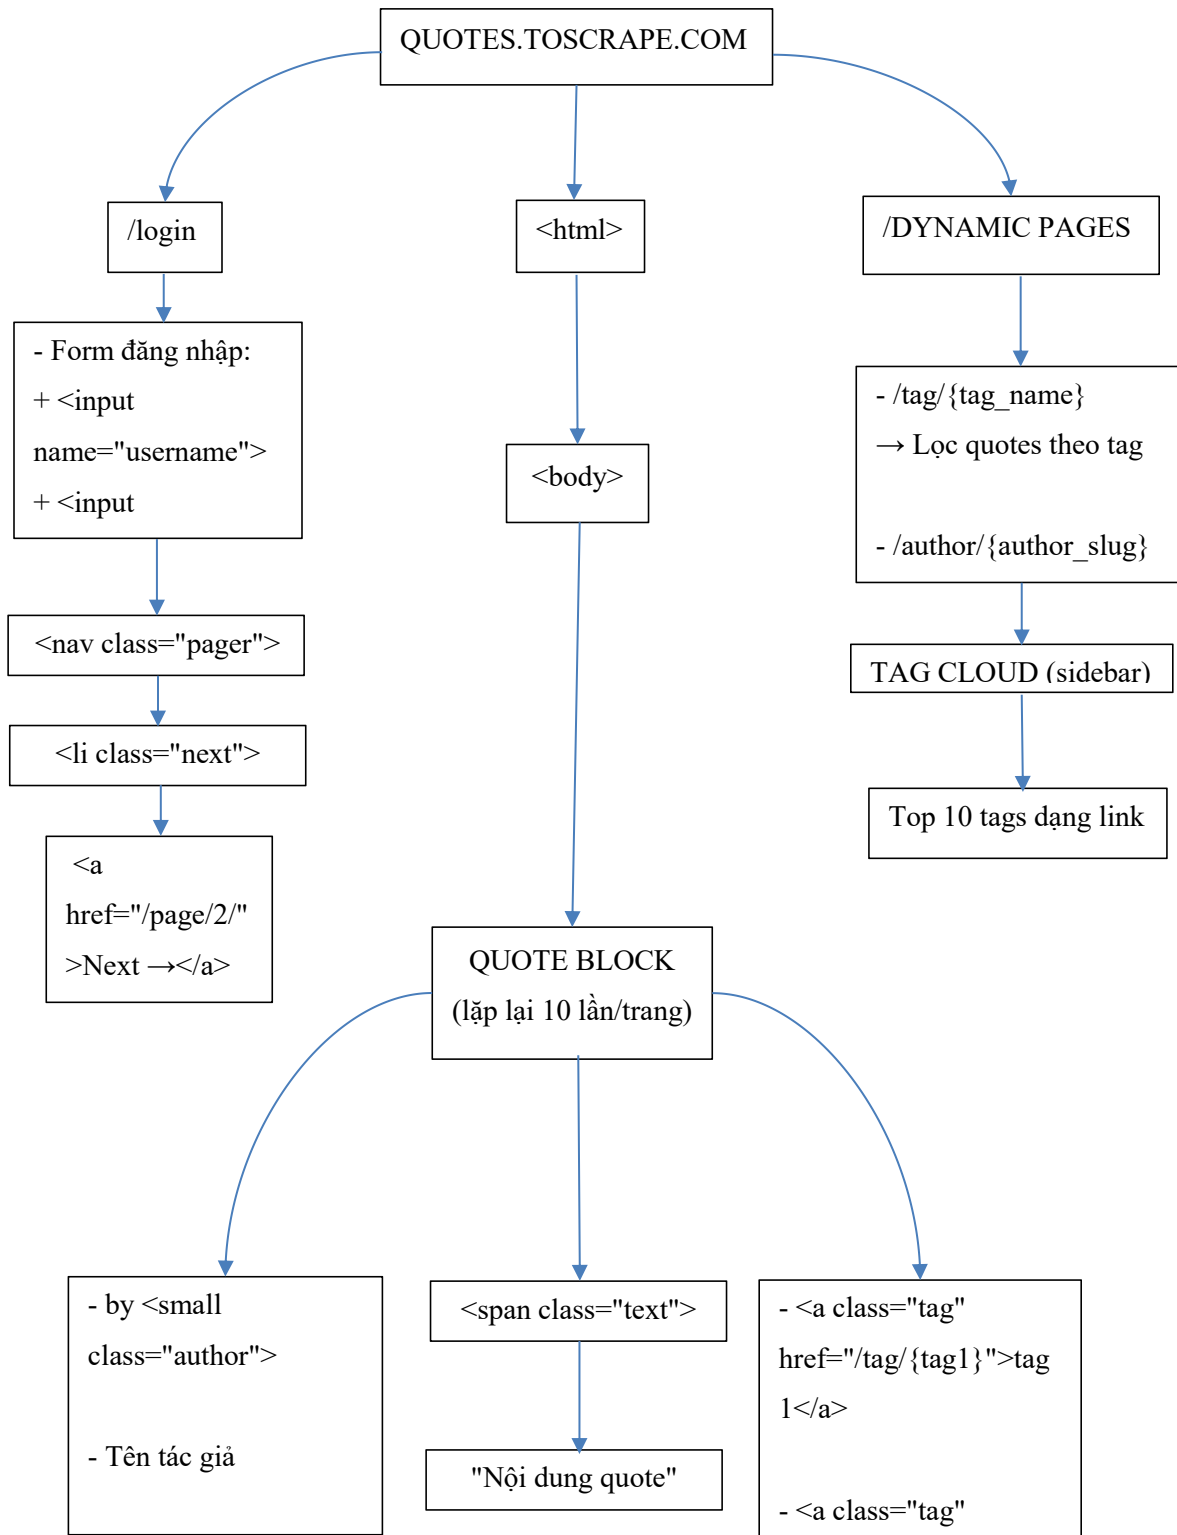 QUOTES.TOSCRAPE.COM
/login
<html>
/DYNAMIC PAGES
- Form đăng nhập:
+ <input
name="username">
+ <input
- /tag/{tag_name}
→ Lọc quotes theo tag
- /author/{author_slug}
<body>
<nav class="pager">
TAG CLOUD (sidebar)
<li class="next">
Top 10 tags dạng link
<a
href="/page/2/"
>Next →</a>
QUOTE BLOCK
(lặp lại 10 lần/trang)
- by <small
class="author">
- Tên tác giả
<span class="text">
"Nội dung quote"
- <a class="tag"
href="/tag/{tag1}">tag
1</a>
- <a class="tag"